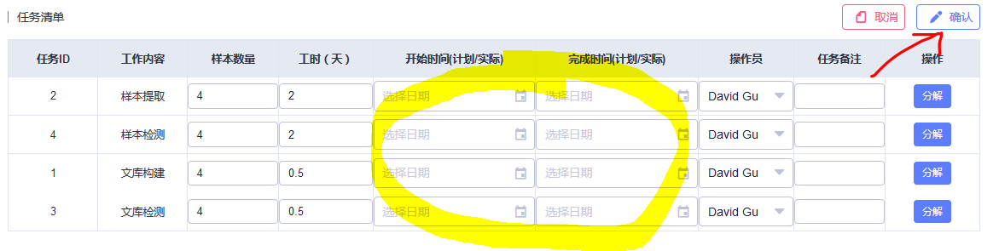 任务清单 取消 确认
任务ID 工作内容 样本数量 工时（天） 开始时间(计划/实际) 完成时间(计划/实际) 操作员 任务备注 操作
2 样本提取 4 2 选择日期 选择日期 David Gu 分解
4 样本检测 4 2 选择日期 选择日期 David Gu 分解
1 文库构建 4 0.5 选择日期 选择日期 David Gu 分解
3 文库检测 4 0.5 选择日期 选择日期 David Gu 分解